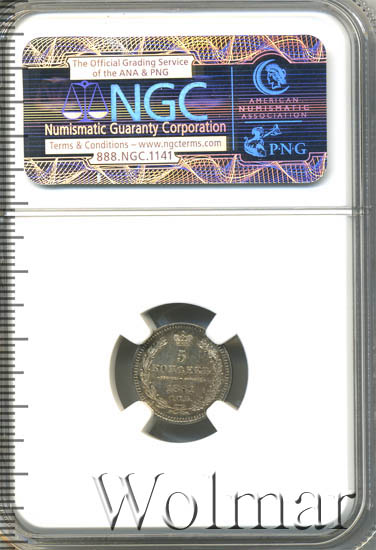 The Official Grading Service
of the ANA & PNG
NGC
Numismatic Guaranty Corporation
Terms & Conditions – www.ngcterms.com
888.NGC.1141
AMERICAN
NUMISMATIC
ASSOCIATION
PNG
5
КОПѢЕКЪ
С.П.Б.
Wolmar